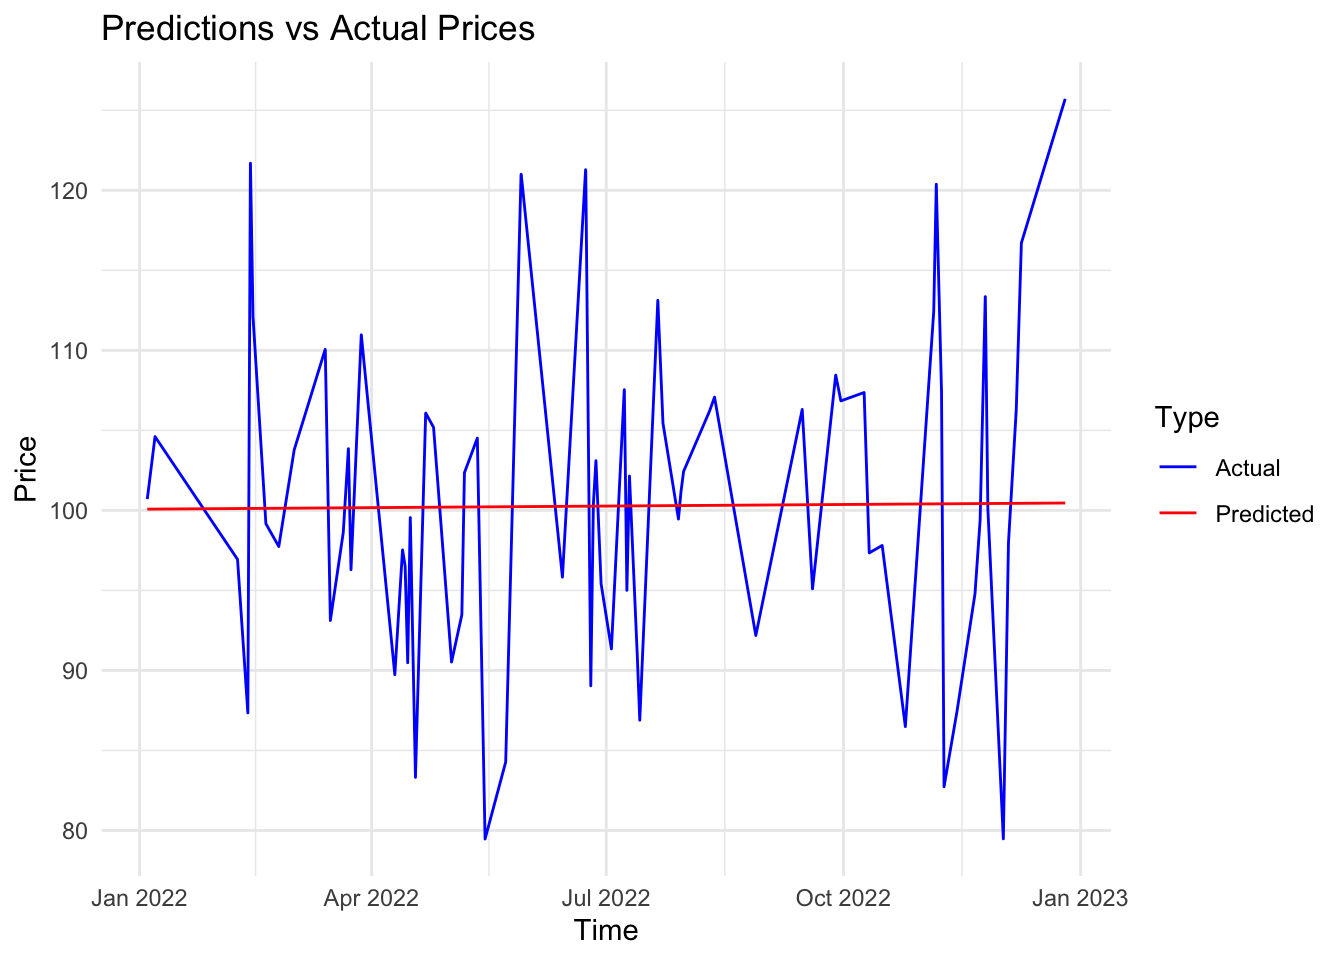 Predictions vs Actual Prices
120
110
100
90
80
Price
Jan 2022
Apr 2022
Jul 2022
Oct 2022
Jan 2023
Time
Type
Actual
Predicted